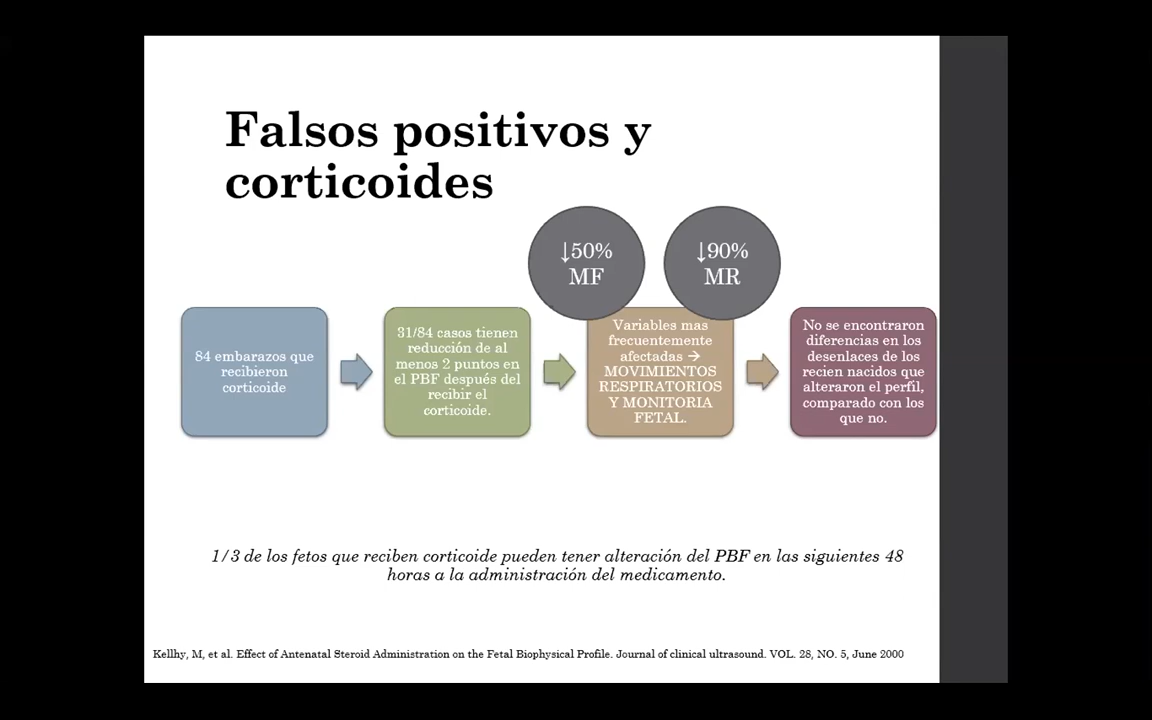 Falsos positivos y
corticoides
↓50%
MF
↓90%
MR
84 embarazos que
recibieron
corticoide
31/84 casos tienen
reducción de al
menos 2 puntos en
el PBF después del
recibir el
corticoide.
Variables mas
frecuentemente
afectadas →
MOVIMIENTOS
RESPIRATORIOS
Y MONITORIA
FETAL.
No se encontraron
diferencias en los
desenlaces de los
recien nacidos que
alteraron el perfil,
comparado con los
que no.
1/3 de los fetos que reciben corticoide pueden tener alteración del PBF en las siguientes 48
horas a la administración del medicamento.
Kellhy, M, et al. Effect of Antenatal Steroid Administration on the Fetal Biophysical Profile. Journal of clinical ultrasound. VOL. 28, NO. 5, June 2000